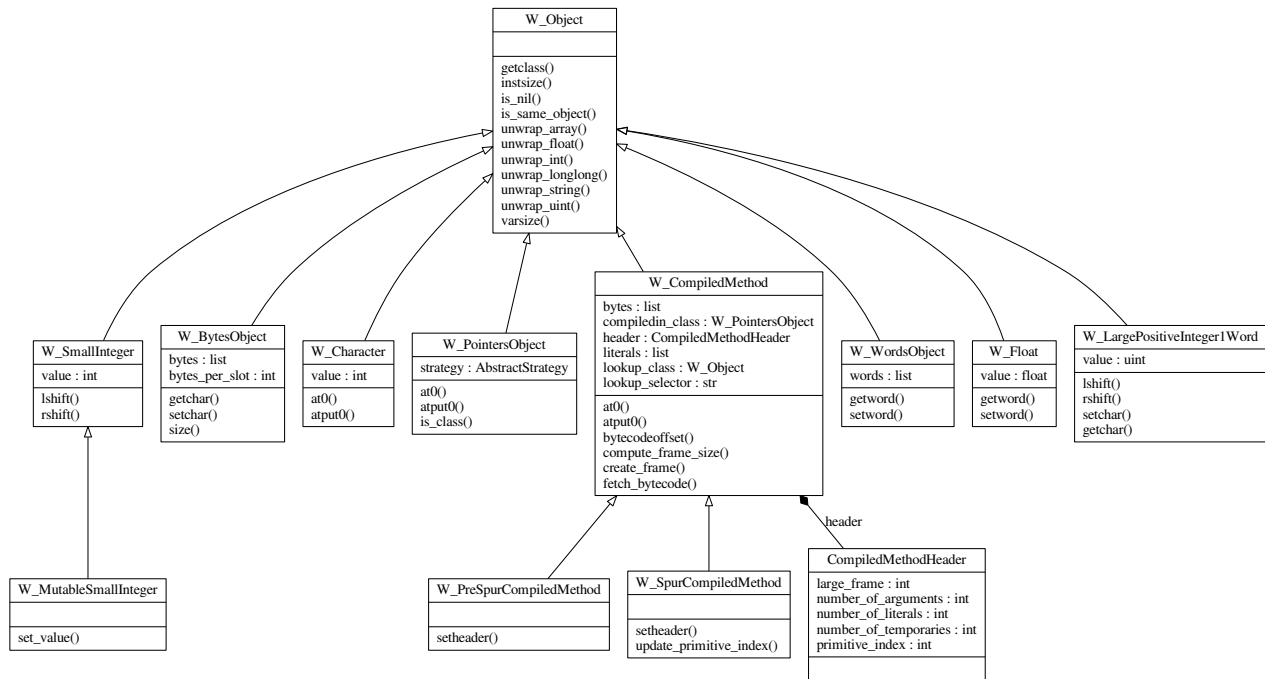 W_Object
getclass()
instsize()
is_nil()
is_same_object()
unwrap_array()
unwrap_float()
unwrap_int()
unwrap_longlong()
unwrap_string()
unwrap_uint()
varsize()
W_SmallInteger
value : int
lshift()
rshift()
W_BytesObject
bytes : list
bytes_per_slot : int
getchar()
setchar()
size()
W_Character
value : int
at0()
atput0()
W_PointersObject
strategy : AbstractStrategy
at0()
atput0()
is_class()
W_CompiledMethod
bytes : list
compiledin_class : W_PointersObject
header : CompiledMethodHeader
literals : list
lookup_class : W_Object
lookup_selector : str
at0()
atput0()
bytecodeoffset()
compute_frame_size()
create_frame()
fetch_bytecode()
W_WordsObject
words : list
getword()
setword()
W_Float
value : float
getword()
setword()
W_LargePositiveInteger1Word
value : uint
lshift()
rshift()
setchar()
getchar()
header
W_MutableSmallInteger
set_value()
W_PreSpurCompiledMethod
setheader()
W_SpurCompiledMethod
setheader()
update_primitive_index()
CompiledMethodHeader
large_frame : int
number_of_arguments : int
number_of_literals : int
number_of_temporaries : int
primitive_index : int